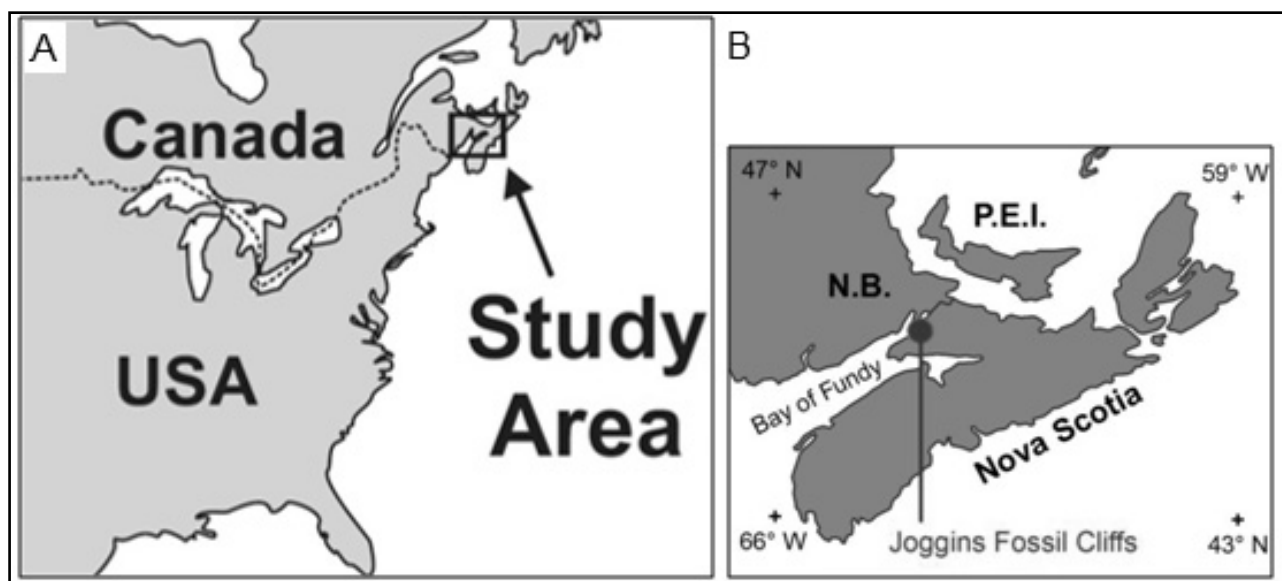 A
Canada
USA
Study
Area
B
47° N
59° W
P.E.I.
N.B.
Bay of Fundy
Nova Scotia
66° W
Joggins Fossil Cliffs
43° N